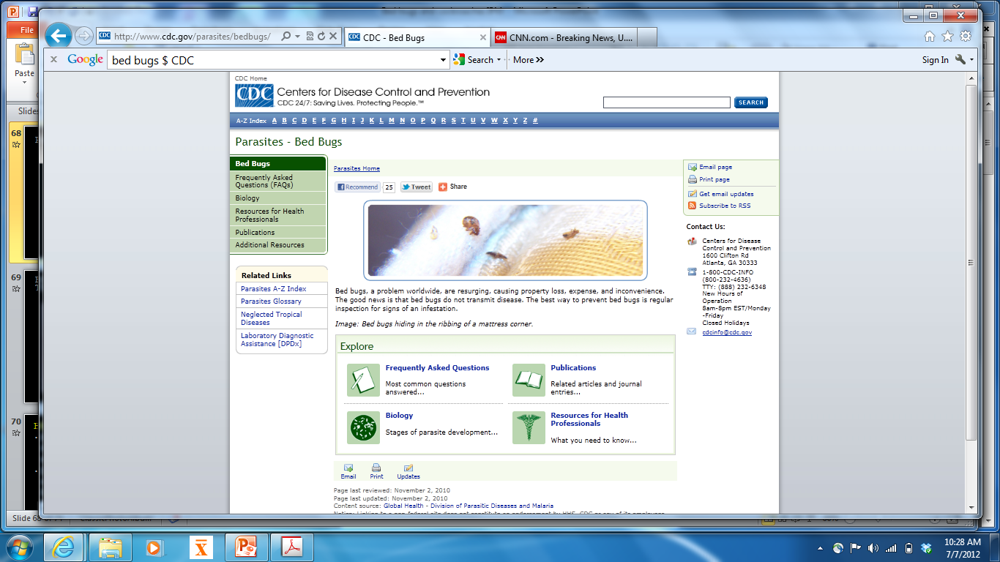 File
Paste
Slides
68
69
70
http://www.cdc.gov/parasites/bedbugs/
CDC - Bed Bugs
CNN.com - Breaking News, U....
x Google bed bugs $ CDC
Search
More »
Sign In
CDC Home
CDC Centers for Disease Control and Prevention
CDC 24/7: Saving Lives. Protecting People.™
SEARCH
A-Z Index A B C D E F G H I J K L M N O P Q R S T U V W X Y Z #
Parasites - Bed Bugs
Bed Bugs
Frequently Asked
Questions (FAQs)
Biology
Resources for Health
Professionals
Publications
Additional Resources
Related Links
Parasites A-Z Index
Parasites Glossary
Neglected Tropical
Diseases
Laboratory Diagnostic
Assistance [DPDx]
Parasites Home
Recommend 25 Tweet Share
Bed bugs, a problem worldwide, are resurging, causing property loss, expense, and inconvenience.
The good news is that bed bugs do not transmit disease. The best way to prevent bed bugs is regular
inspection for signs of an infestation.
Image: Bed bugs hiding in the ribbing of a mattress corner.
Explore
Frequently Asked Questions
Most common questions
answered...
Publications
Related articles and journal
entries...
Biology
Stages of parasite development...
Resources for Health
Professionals
What you need to know...
Email Print Updates
Page last reviewed: November 2, 2010
Page last updated: November 2, 2010
Content source: Global Health - Division of Parasitic Diseases and Malaria
Email page
Print page
Get email updates
Subscribe to RSS
Contact Us:
Centers for Disease
Control and Prevention
1600 Clifton Rd
Atlanta, GA 30333
1-800-CDC-INFO
(800-232-4636)
TTY: (888) 232-6348
New Hours of
Operation
8am-8pm EST/Monday
-Friday
Closed Holidays
cdcinfo@cdc.gov
10:28 AM
7/7/2012